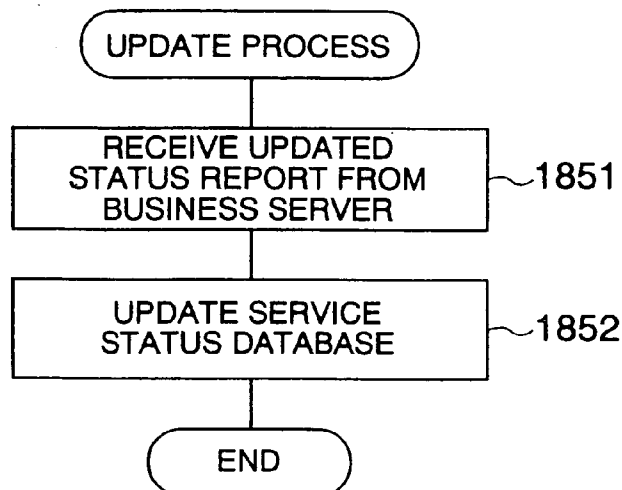 UPDATE PROCESS
RECEIVE UPDATED
STATUS REPORT FROM
BUSINESS SERVER
1851
UPDATE SERVICE
STATUS DATABASE
1852
END